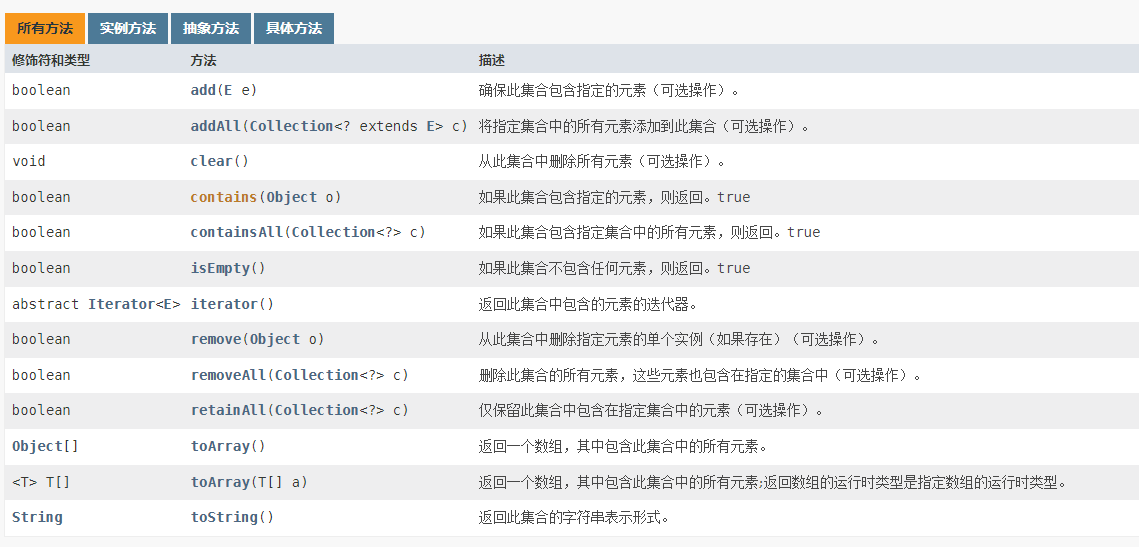 所有方法 实例方法 抽象方法 具体方法
修饰符和类型 方法 描述
boolean add(E e) 确保此集合包含指定的元素（可选操作）。
boolean addAll(Collection<? extends E> c) 将指定集合中的所有元素添加到此集合（可选操作）。
void clear() 从此集合中删除所有元素（可选操作）。
boolean contains(Object o) 如果此集合包含指定的元素，则返回。true
boolean containsAll(Collection<?> c) 如果此集合包含指定集合中的所有元素，则返回。true
boolean isEmpty() 如果此集合不包含任何元素，则返回。true
abstract Iterator<E> iterator() 返回此集合中包含的元素的迭代器。
boolean remove(Object o) 从此集合中删除指定元素的单个实例（如果存在）（可选操作）。
boolean removeAll(Collection<?> c) 删除此集合的所有元素，这些元素也包含在指定的集合中（可选操作）。
boolean retainAll(Collection<?> c) 仅保留此集合中包含在指定集合中的元素（可选操作）。
Object[] toArray() 返回一个数组，其中包含此集合中的所有元素。
<T> T[] toArray(T[] a) 返回一个数组，其中包含此集合中的所有元素;返回数组的运行时类型是指定数组的运行时类型。
String toString() 返回此集合的字符串表示形式。